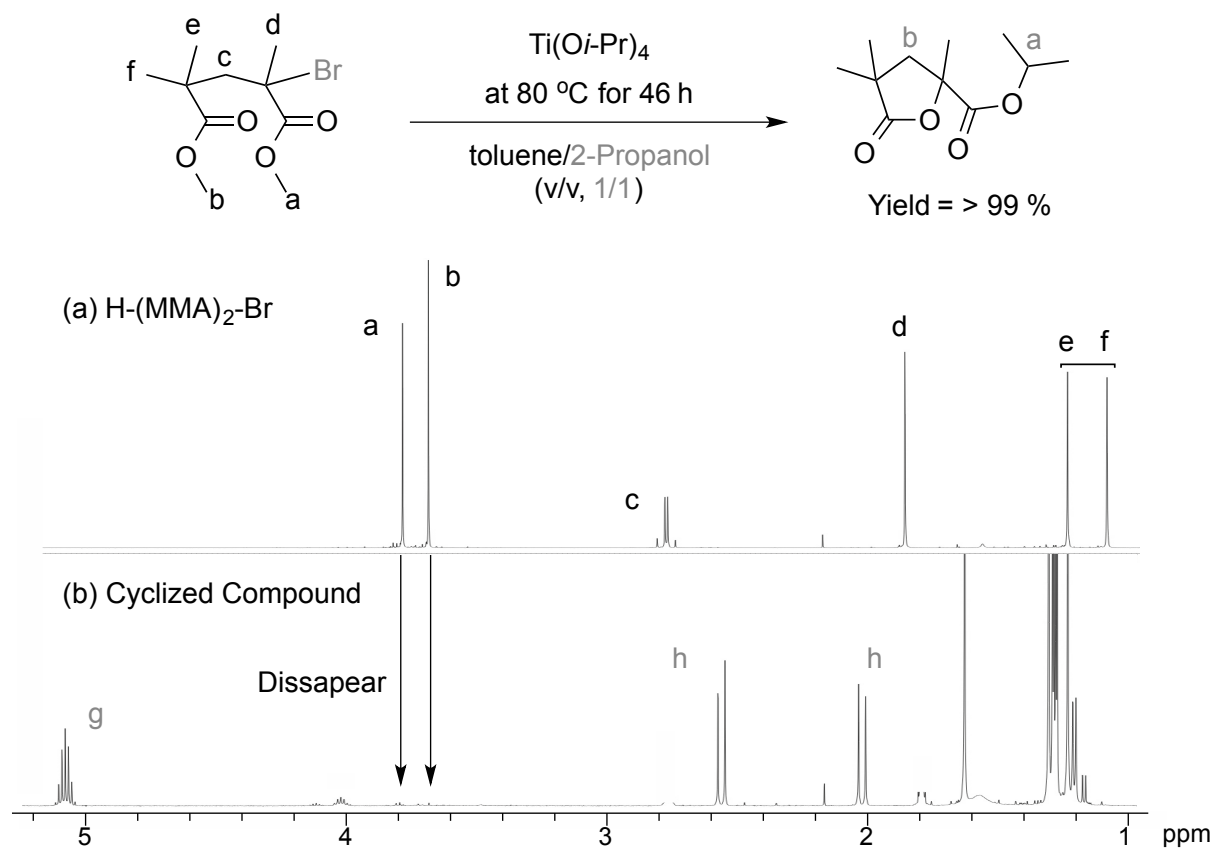 e
d
c
f
Br
O
O
O
O
b
a
Ti(Oi-Pr)4
at 80 ºC for 46 h
toluene/2-Propanol
(v/v, 1/1)
b
a
O
O
O
O
Yield = > 99 %
(a) H-(MMA)2-Br
a
b
c
d
e
f
(b) Cyclized Compound
Dissapear
g
h
h
5
4
3
2
1
ppm